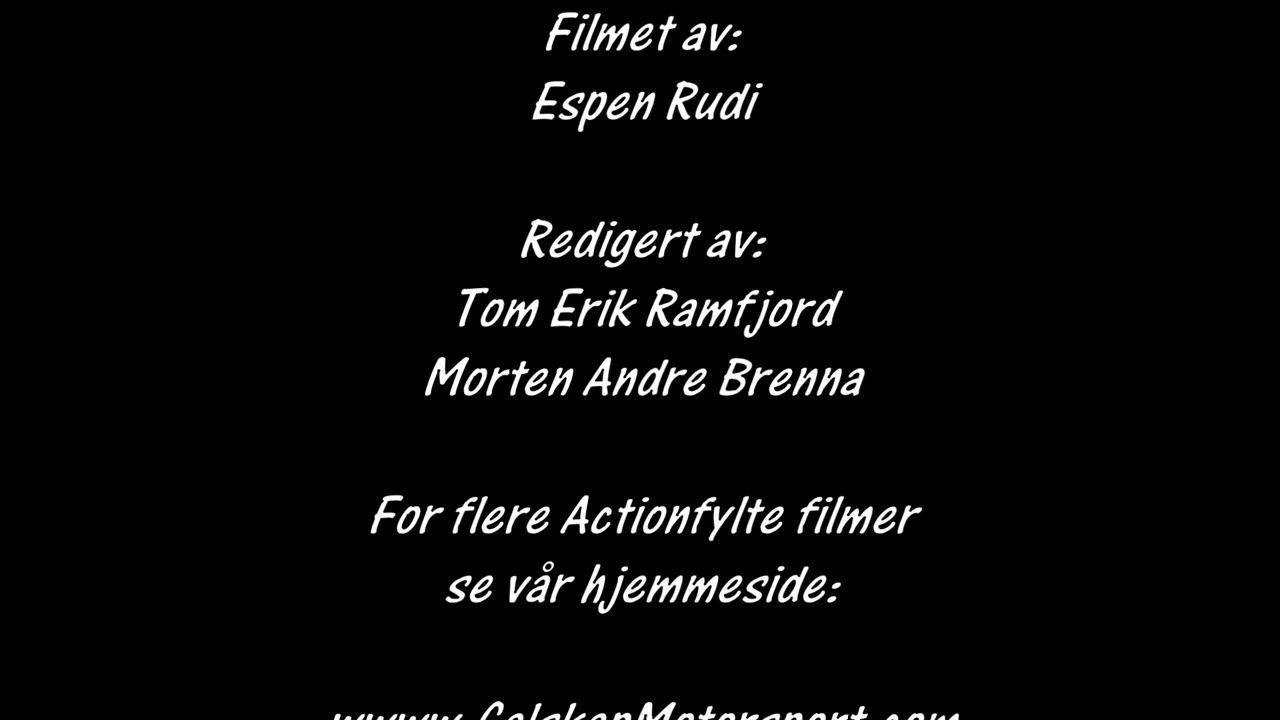 Filmet av:
Espen Rudi
Redigert av:
Tom Erik Ramfjord
Morten Andre Brenna
For flere Actionfylte filmer
se vår hjemmeside: